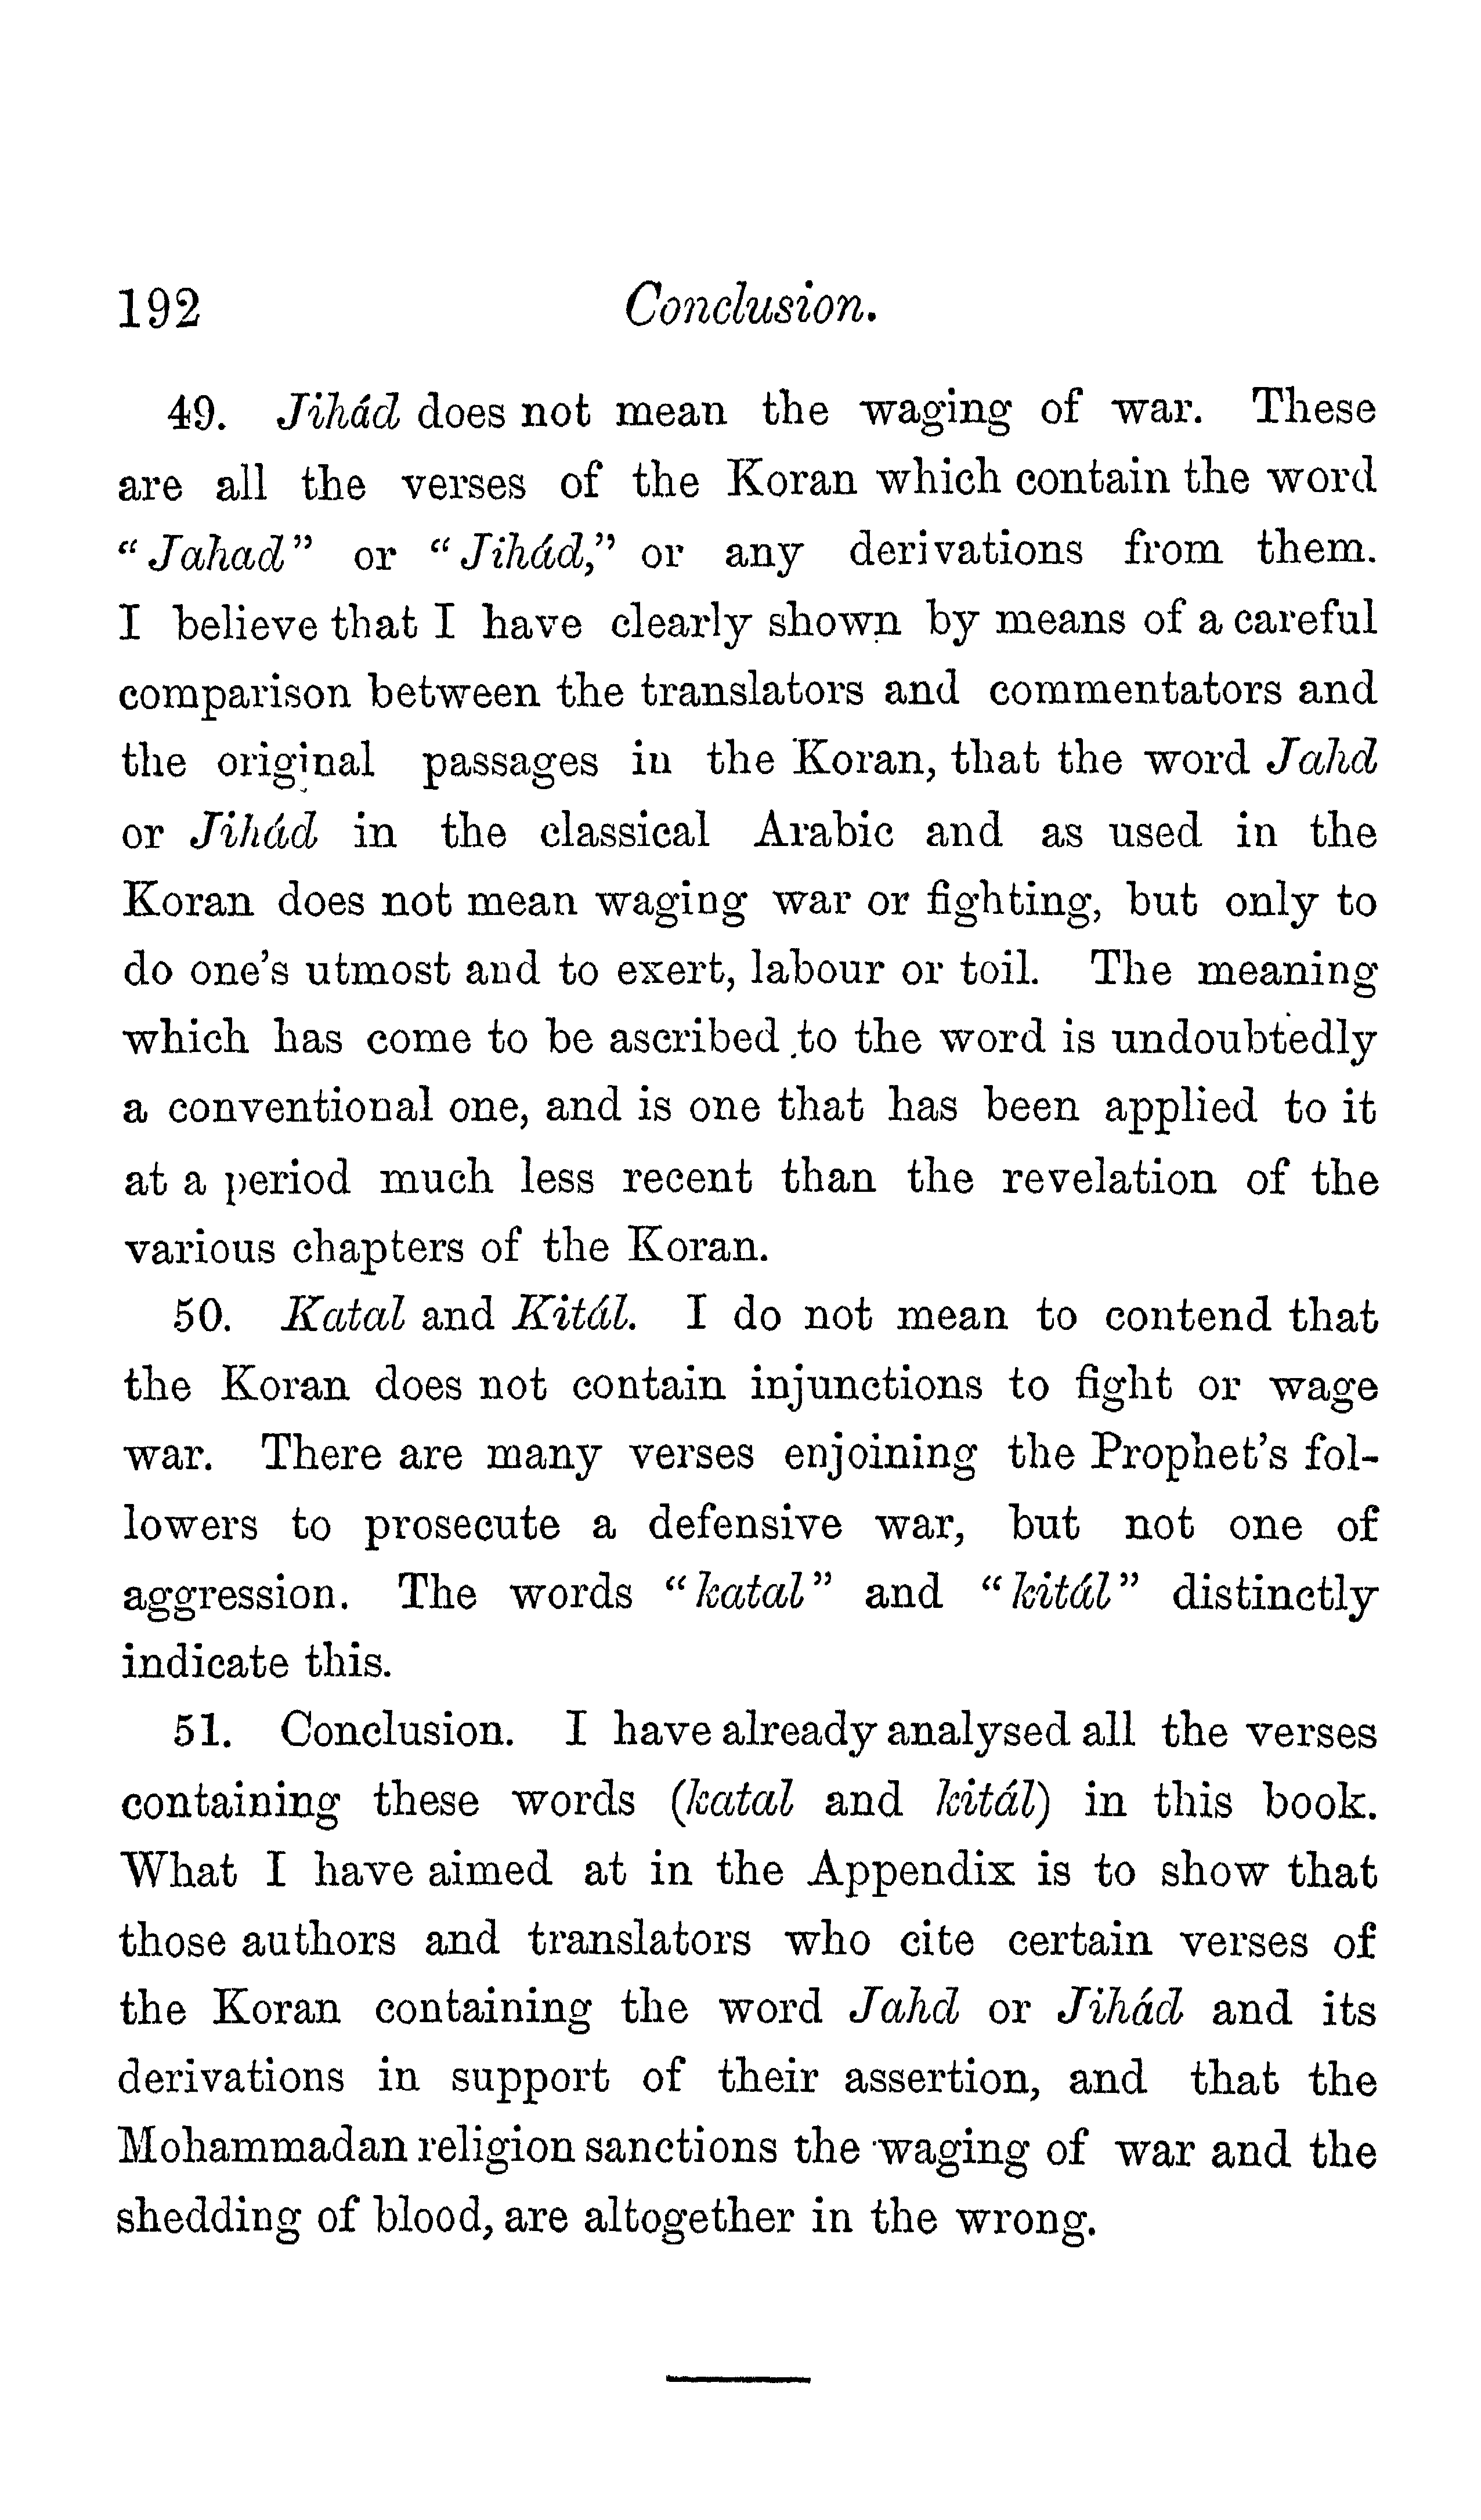 192 Conclusion.
49. Jihád does not mean the waging of war. These
are all the verses of the Koran which contain the word
“Jahad” or “Jihád,” or any derivations from them.
I believe that I have clearly shown by means of a careful
comparison between the translators and commentators and
the original passages in the Koran, that the word Jahd
or Jihád in the classical Arabic and as used in the
Koran does not mean waging war or fighting, but only to
do one’s utmost and to exert, labour or toil. The meaning
which has come to be ascribed to the word is undoubtedly
a conventional one, and is one that has been applied to it
at a period much less recent than the revelation of the
various chapters of the Koran.
50. Katal and Kitál. I do not mean to contend that
the Koran does not contain injunctions to fight or wage
war. There are many verses enjoining the Prophet’s fol-
lowers to prosecute a defensive war, but not one of
aggression. The words “katal” and “kitál” distinctly
indicate this.
51. Conclusion. I have already analysed all the verses
containing these words (katal and kitál) in this book.
What I have aimed at in the Appendix is to show that
those authors and translators who cite certain verses of
the Koran containing the word Jahd or Jihád and its
derivations in support of their assertion, and that the
Mohammadan religion sanctions the waging of war and the
shedding of blood, are altogether in the wrong.